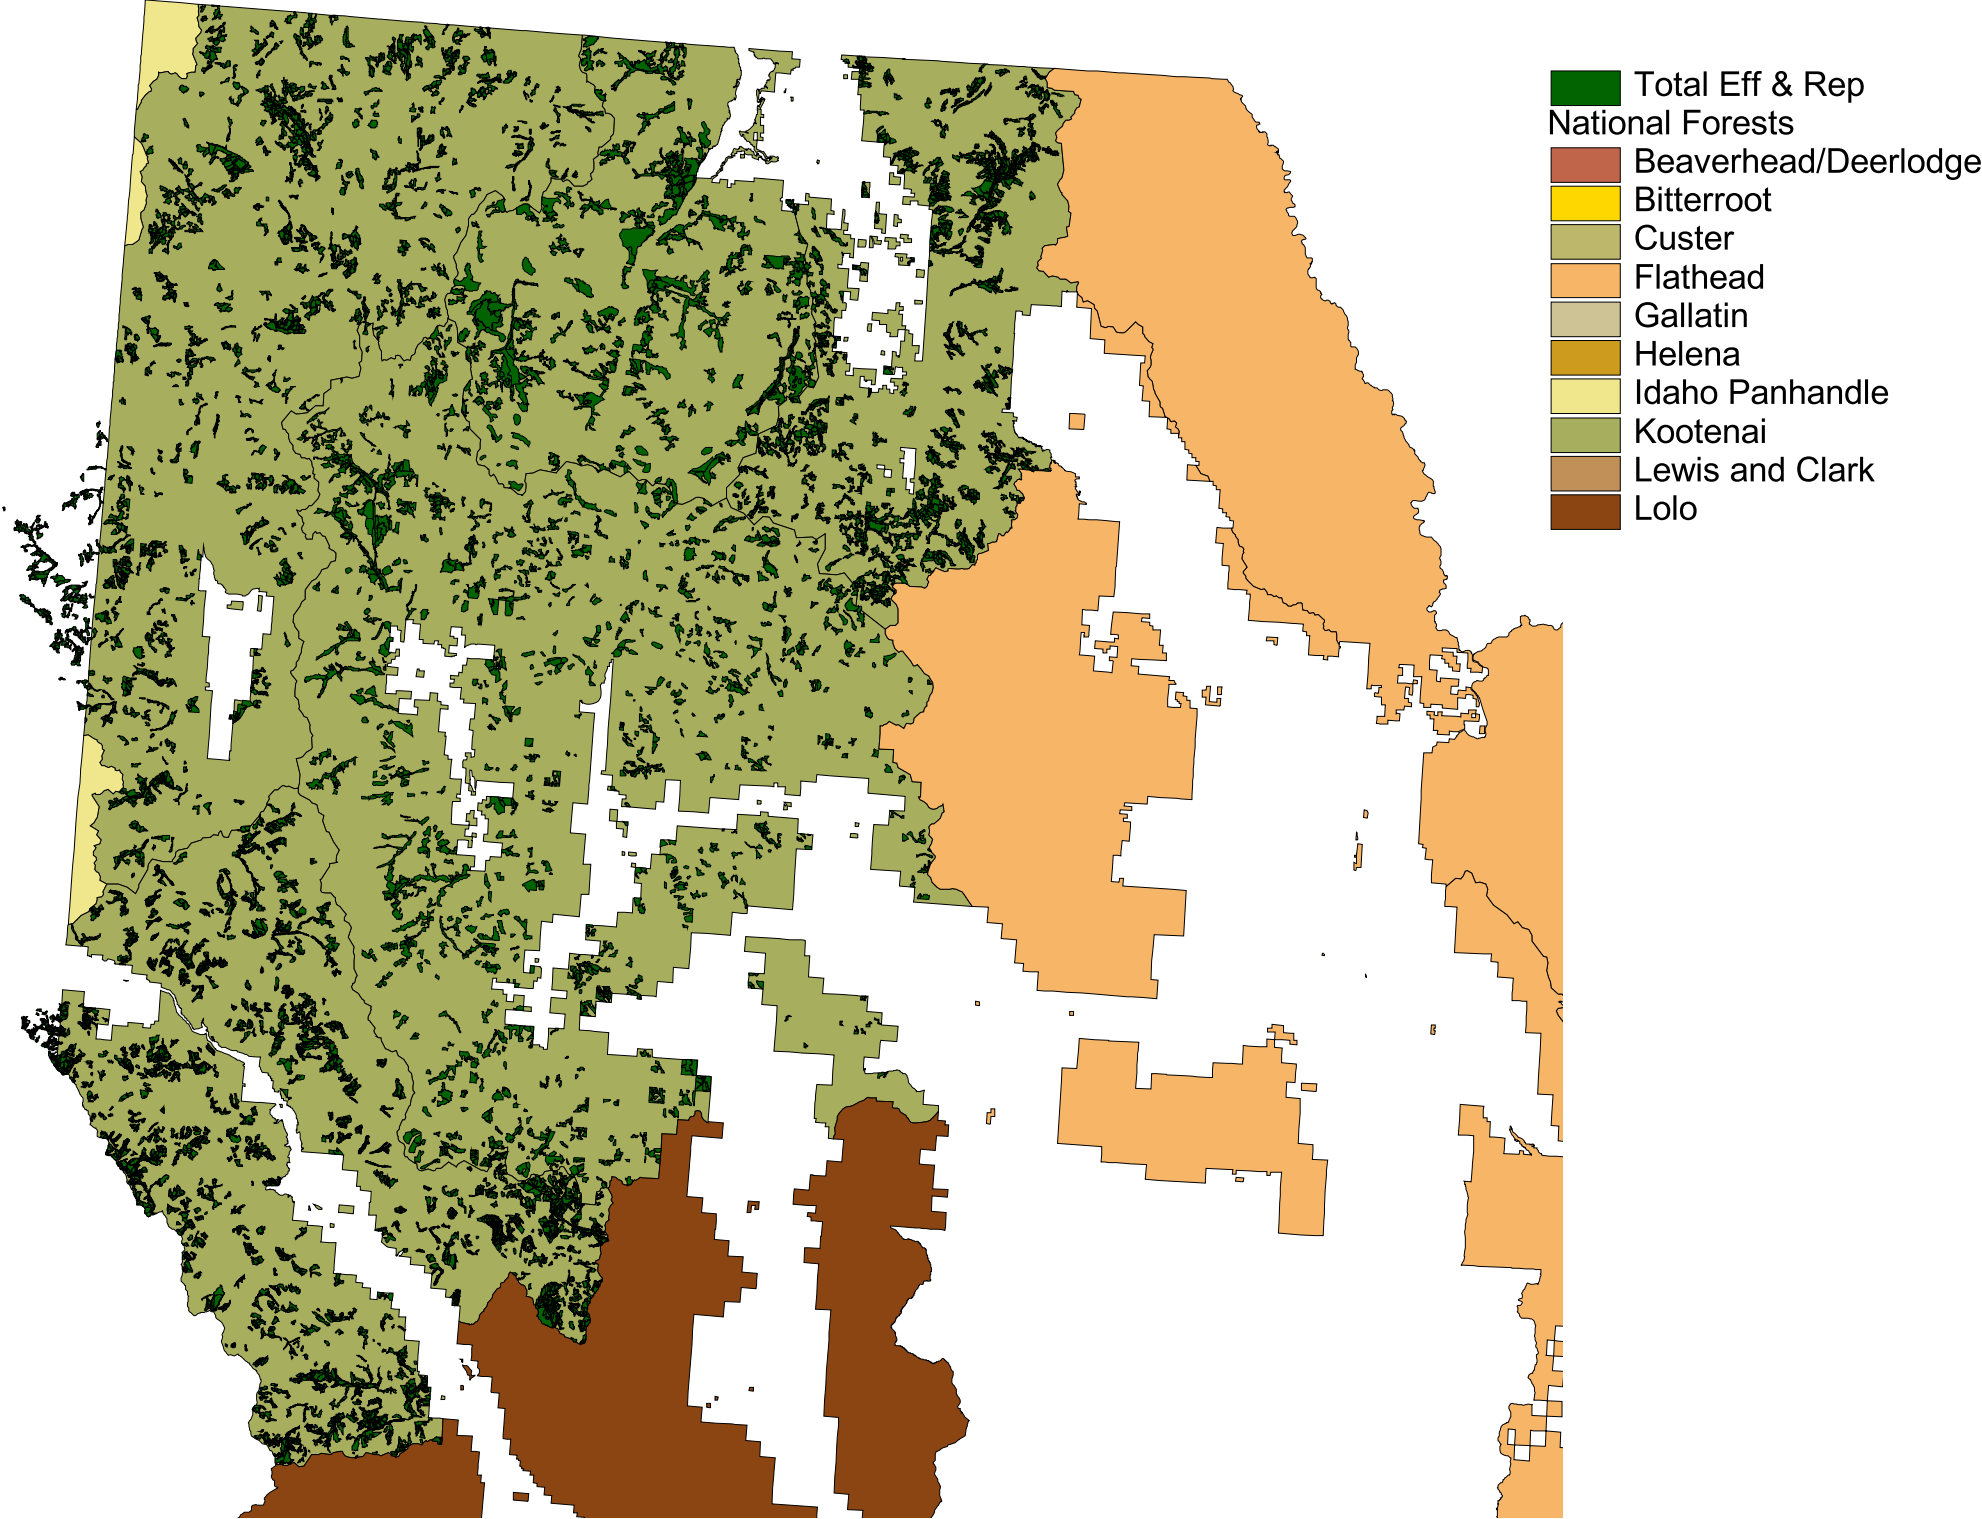 Total Eff & Rep
National Forests
Beaverhead/Deerlodge
Bitterroot
Custer
Flathead
Gallatin
Helena
Idaho Panhandle
Kootenai
Lewis and Clark
Lolo